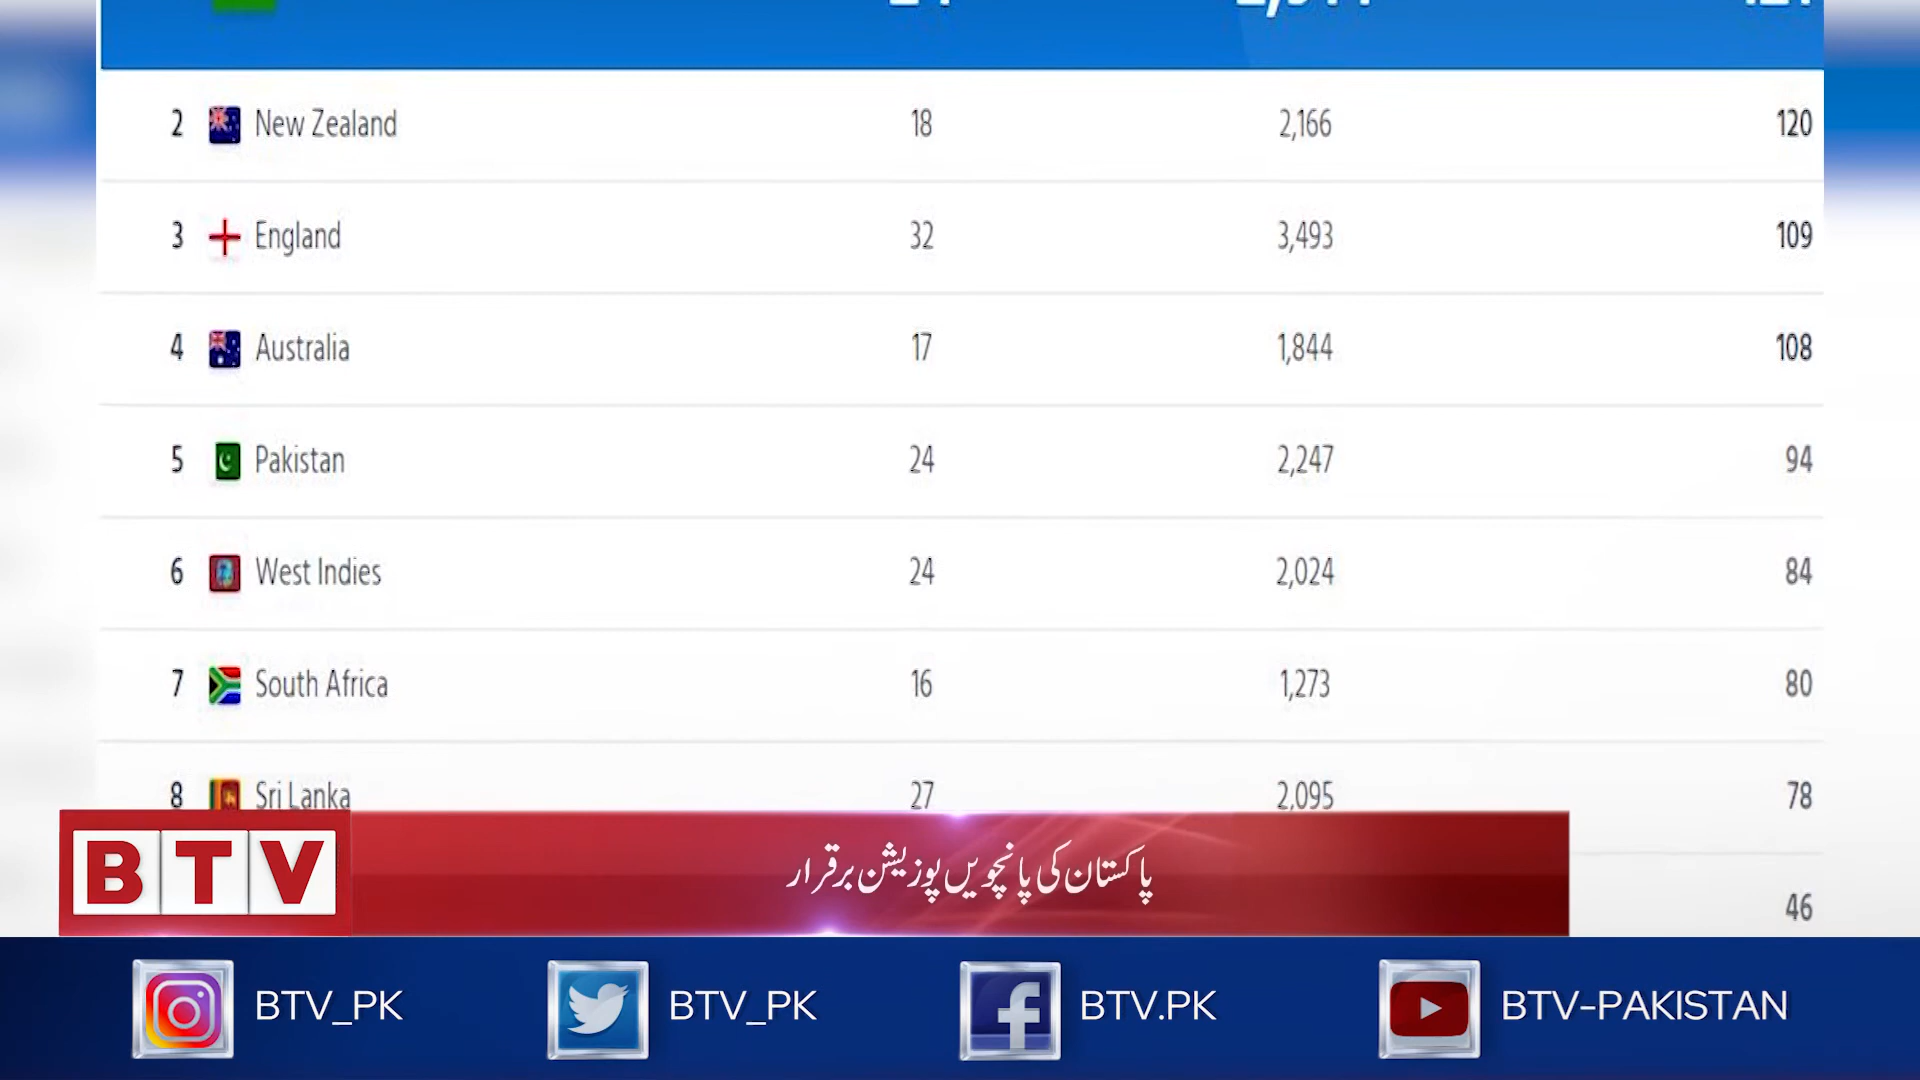 2 New Zealand 18 2,166 120
3 England 32 3,493 109
4 Australia 17 1,844 108
5 Pakistan 24 2,247 94
6 West Indies 24 2,024 84
7 South Africa 16 1,273 80
8 Sri Lanka 27 2,095 78
46
BTV
پاکستان کی پانچویں پوزیشن برقرار
BTV_PK BTV_PK BTV.PK BTV-PAKISTAN